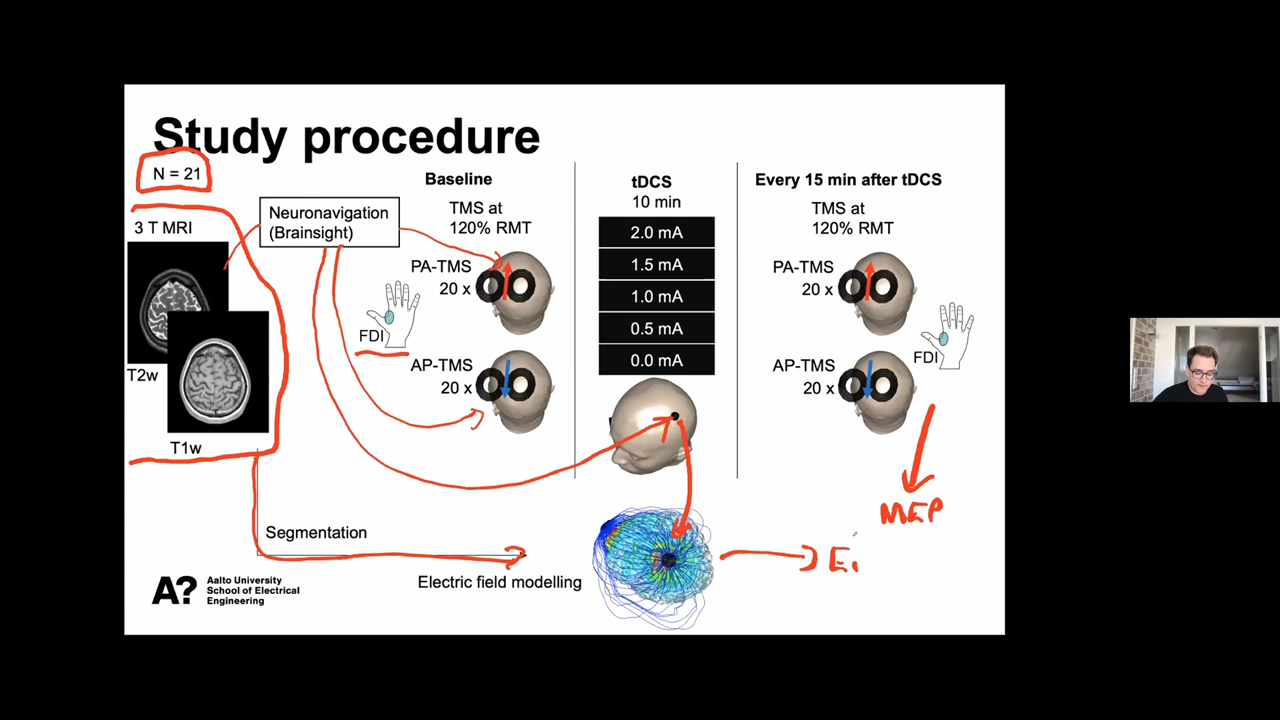 Study procedure
N = 21
3 T MRI
T2w
T1w
Neuronavigation
(Brainsight)
Baseline
TMS at
120% RMT
PA-TMS
20 x
FDI
AP-TMS
20 x
tDCS
10 min
2.0 mA
1.5 mA
1.0 mA
0.5 mA
0.0 mA
Every 15 min after tDCS
TMS at
120% RMT
PA-TMS
20 x
FDI
AP-TMS
20 x
MEP
Segmentation
Electric field modelling
A?
Aalto University
School of Electrical
Engineering